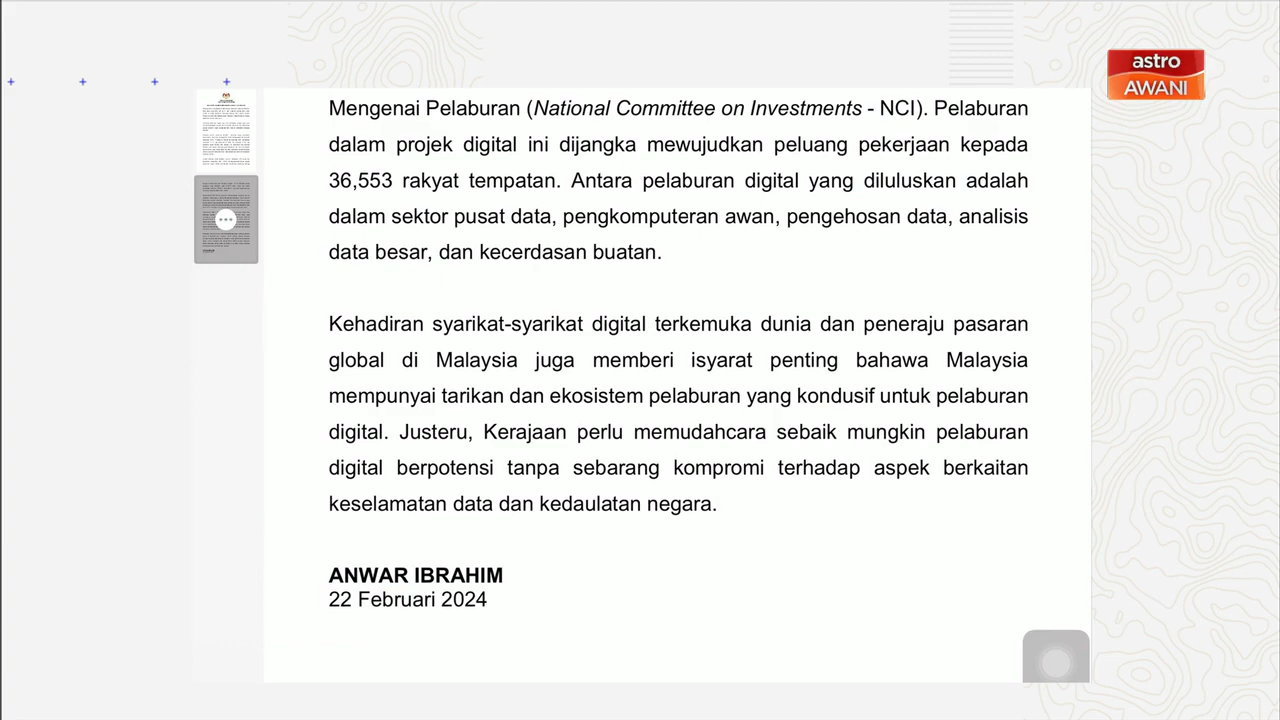 astro
AWANI
Mengenai Pelaburan (National Committee on Investments - NCI). Pelaburan
dalam projek digital ini dijangka mewujudkan peluang pekerjaan kepada
36,553 rakyat tempatan. Antara pelaburan digital yang diluluskan adalah
dalam sektor pusat data, pengkomputeran awan, pengehosan data, analisis
data besar, dan kecerdasan buatan.
Kehadiran syarikat-syarikat digital terkemuka dunia dan peneraju pasaran
global di Malaysia juga memberi isyarat penting bahawa Malaysia
mempunyai tarikan dan ekosistem pelaburan yang kondusif untuk pelaburan
digital. Justeru, Kerajaan perlu memudahcara sebaik mungkin pelaburan
digital berpotensi tanpa sebarang kompromi terhadap aspek berkaitan
keselamatan data dan kedaulatan negara.
ANWAR IBRAHIM
22 Februari 2024